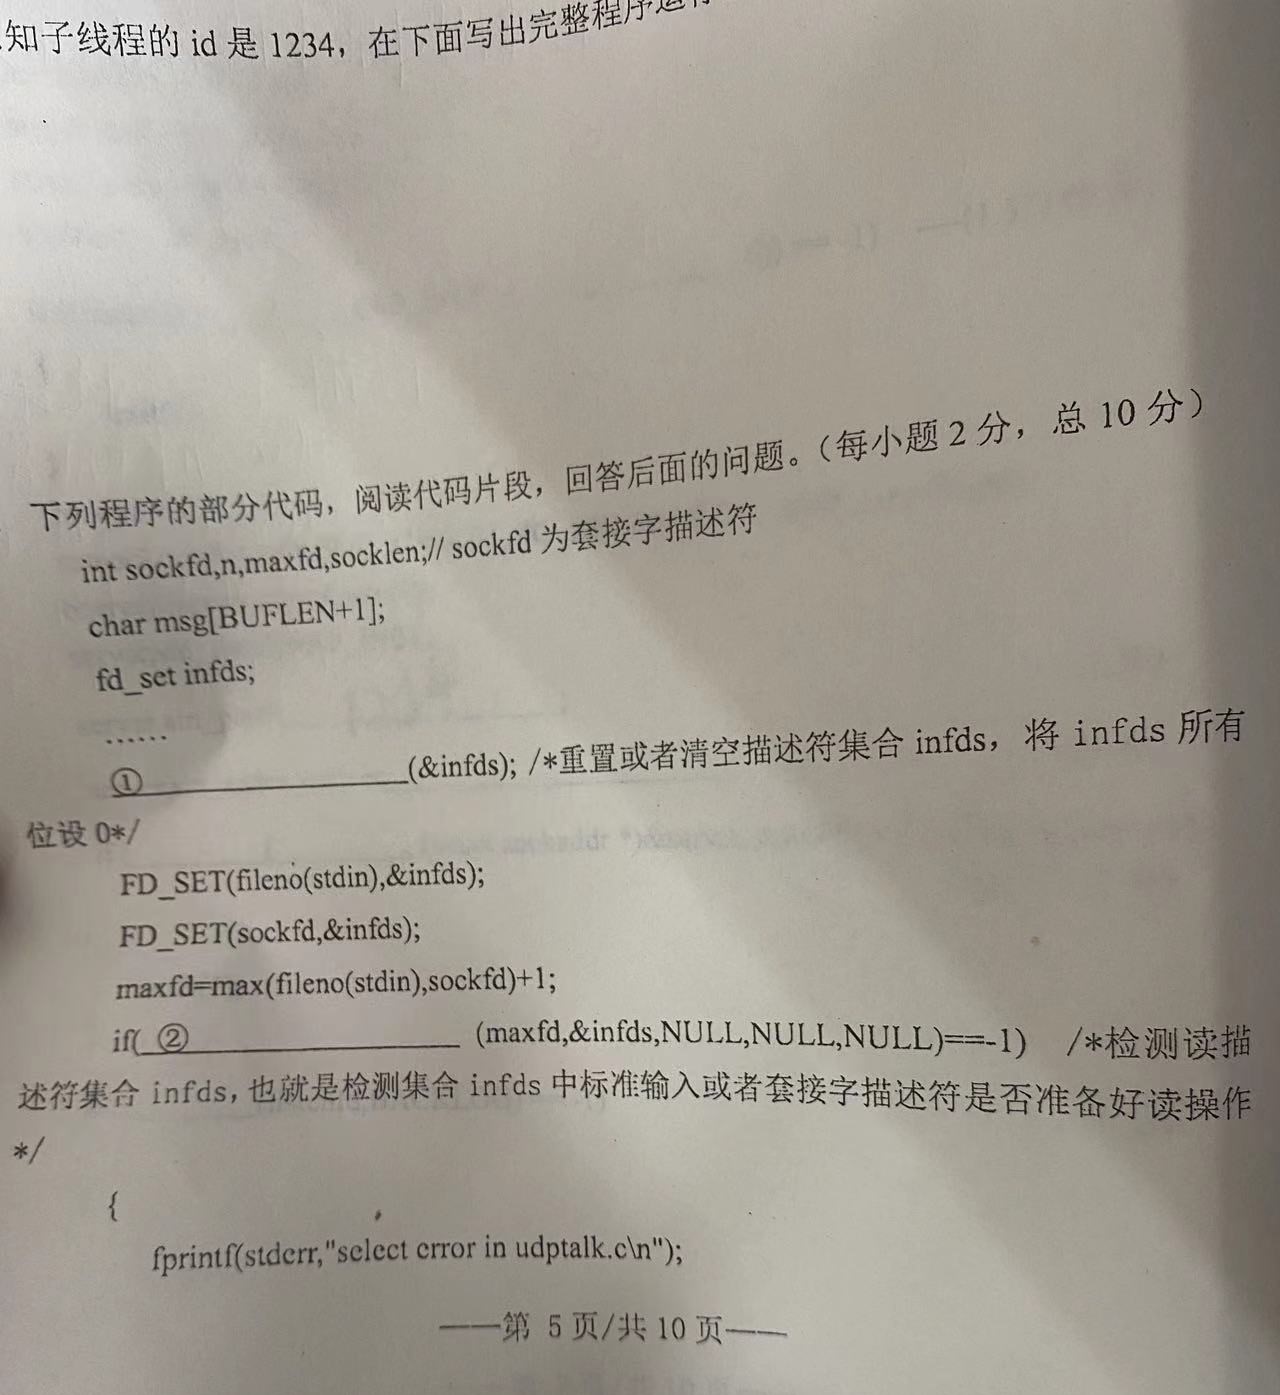 知子线程的 id 是 1234，在下面写出完整程序运
下列程序的部分代码，阅读代码片段，回答后面的问题。（每小题 2 分，总 10 分）
int sockfd,n,maxfd,socklen;// sockfd 为套接字描述符
char msg[BUFLEN+1];
fd_set infds;
……
①____________(&infds); /*重置或者清空描述符集合 infds，将 infds 所有
位设 0*/
FD_SET(fileno(stdin),&infds);
FD_SET(sockfd,&infds);
maxfd=max(fileno(stdin),sockfd)+1;
if(_②____________ (maxfd,&infds,NULL,NULL,NULL)==-1) /*检测读描
述符集合 infds，也就是检测集合 infds 中标准输入或者套接字描述符是否准备好读操作
*/
{
fprintf(stderr,"select error in udptalk.c\n");
——第 5 页/共 10 页——